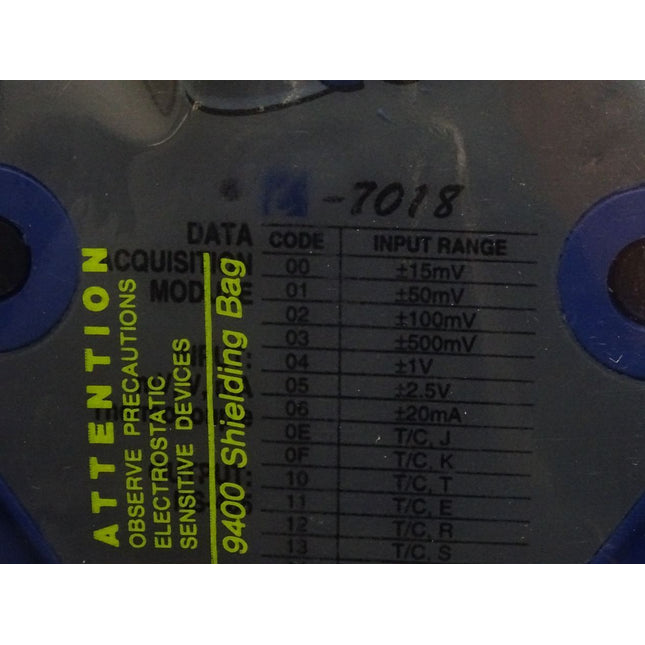 -7018
DATA
ACQUISITION
CODE INPUT RANGE
00 ±15mV
01 ±50mV
02 ±100mV
03 ±500mV
04 ±1V
05 ±2.5V
06 ±20mA
0E T/C, J
0F T/C, K
10 T/C, T
11 T/C, E
12 T/C, R
13 T/C, S
ATTENTION
OBSERVE PRECAUTIONS
ELECTROSTATIC
SENSITIVE DEVICES
9400 Shielding Bag